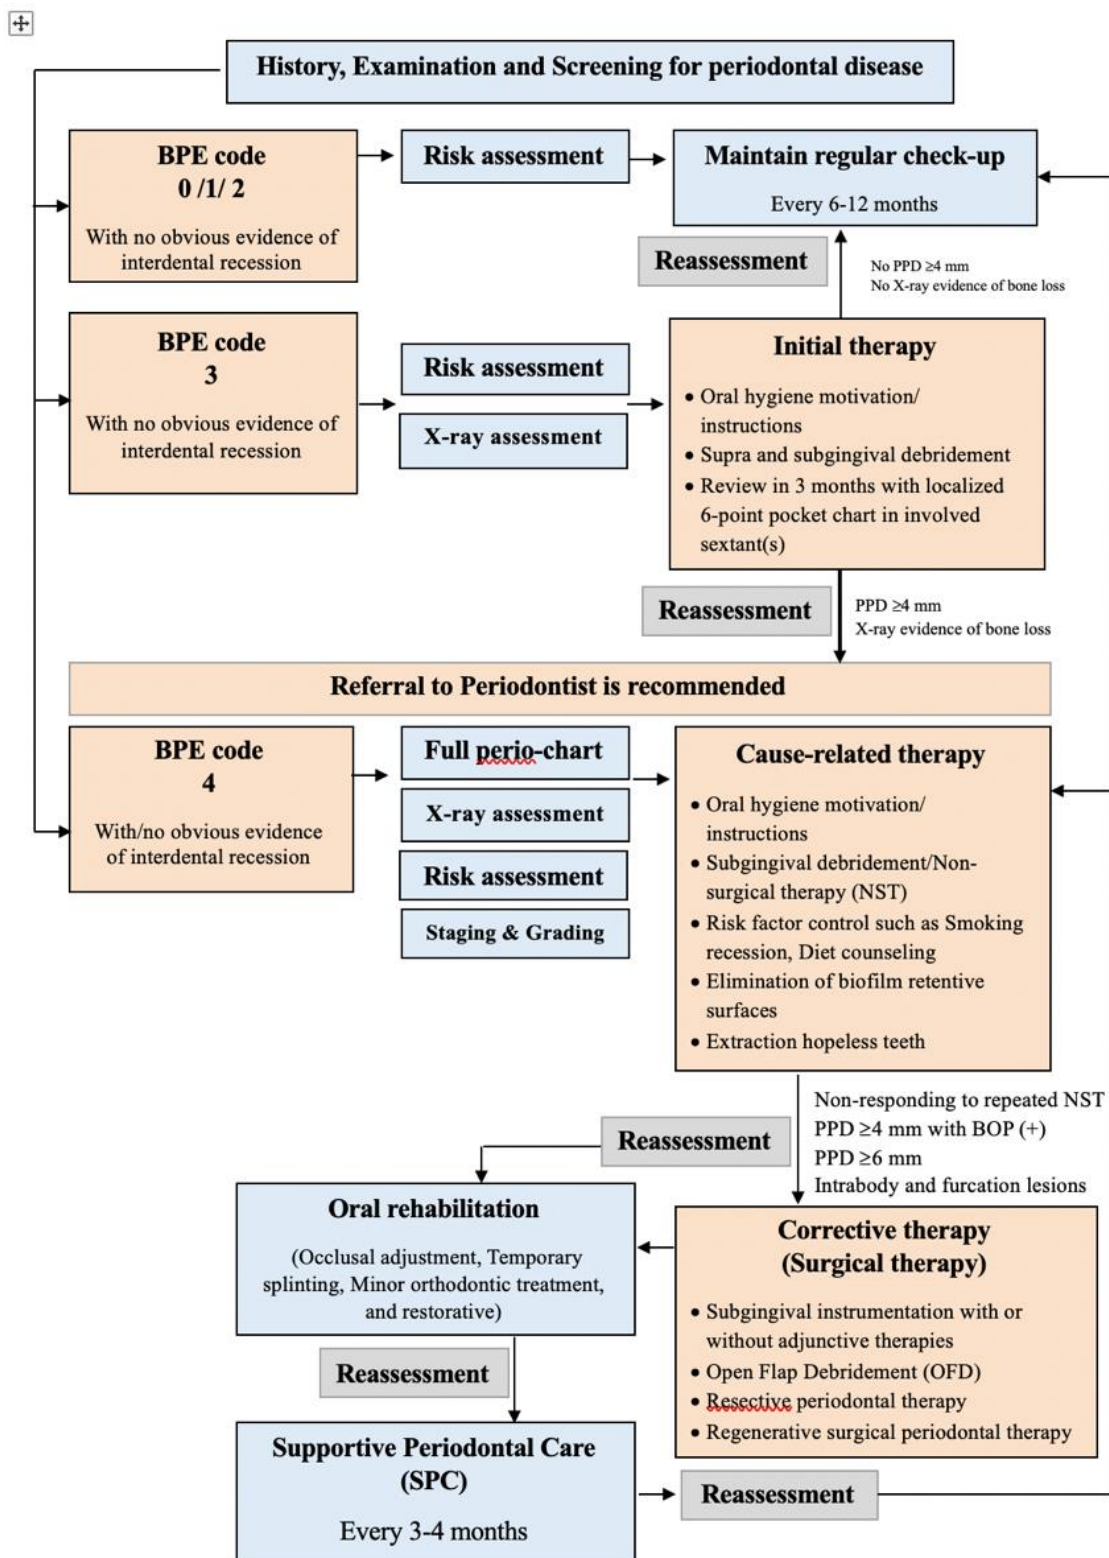 History, Examination and Screening for periodontal disease
BPE code
0 /1/ 2
With no obvious evidence of
interdental recession
Risk assessment
Maintain regular check-up
Every 6-12 months
Reassessment
No PPD ≥4 mm
No X-ray evidence of bone loss
BPE code
3
With no obvious evidence of
interdental recession
Risk assessment
X-ray assessment
Initial therapy
• Oral hygiene motivation/
instructions
• Supra and subgingival debridement
• Review in 3 months with localized
6-point pocket chart in involved
sextant(s)
Reassessment
PPD ≥4 mm
X-ray evidence of bone loss
Referral to Periodontist is recommended
BPE code
4
With/no obvious evidence
of interdental recession
Full perio-chart
X-ray assessment
Risk assessment
Staging & Grading
Cause-related therapy
• Oral hygiene motivation/
instructions
• Subgingival debridement/Non-
surgical therapy (NST)
• Risk factor control such as Smoking
recession, Diet counseling
• Elimination of biofilm retentive
surfaces
• Extraction hopeless teeth
Non-responding to repeated NST
PPD ≥4 mm with BOP (+)
PPD ≥6 mm
Intrabody and furcation lesions
Reassessment
Oral rehabilitation
(Occlusal adjustment, Temporary
splinting, Minor orthodontic treatment,
and restorative)
Corrective therapy
(Surgical therapy)
• Subgingival instrumentation with or
without adjunctive therapies
• Open Flap Debridement (OFD)
• Resective periodontal therapy
• Regenerative surgical periodontal therapy
Reassessment
Supportive Periodontal Care
(SPC)
Every 3-4 months
Reassessment